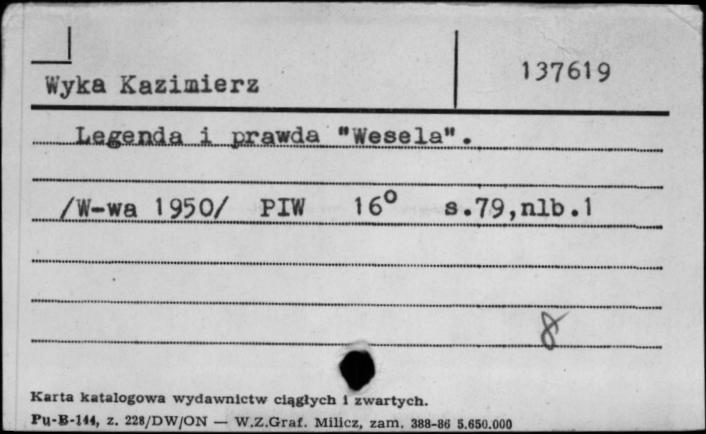 137619
Wyka Kazimierz
Legenda i prawda "Wesela".
/W-wa 1950/ PIW 16° s.79,nlb.1
8
Karta katalogowa wydawnictw ciągłych i zwartych.
Pu-B-144, z. 228/DW/ON — W.Z.Graf. Milicz, zam. 388-86 5.650.000